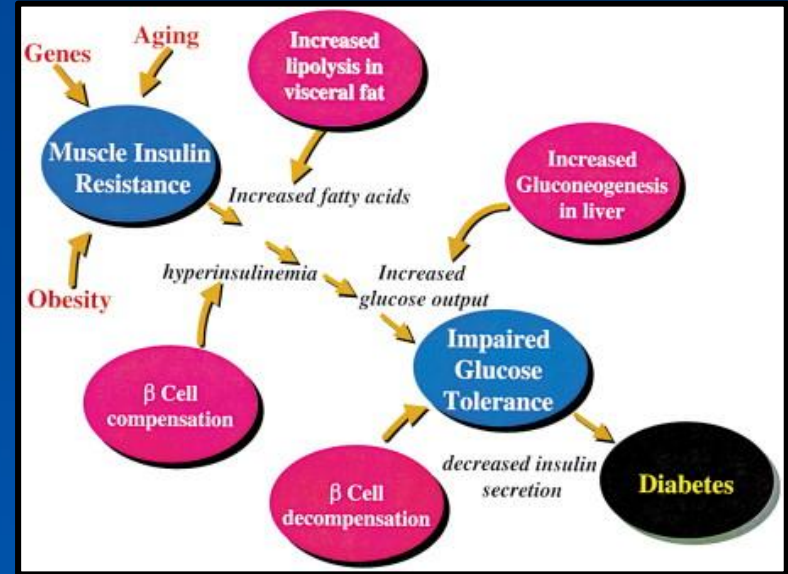 Genes
Aging
Increased
lipolysis in
visceral fat
Muscle Insulin
Resistance
Increased fatty acids
Increased
Gluconeogenesis
in liver
Obesity
hyperinsulinemia
Increased
glucose output
β Cell
compensation
Impaired
Glucose
Tolerance
β Cell
decompensation
decreased insulin
secretion
Diabetes